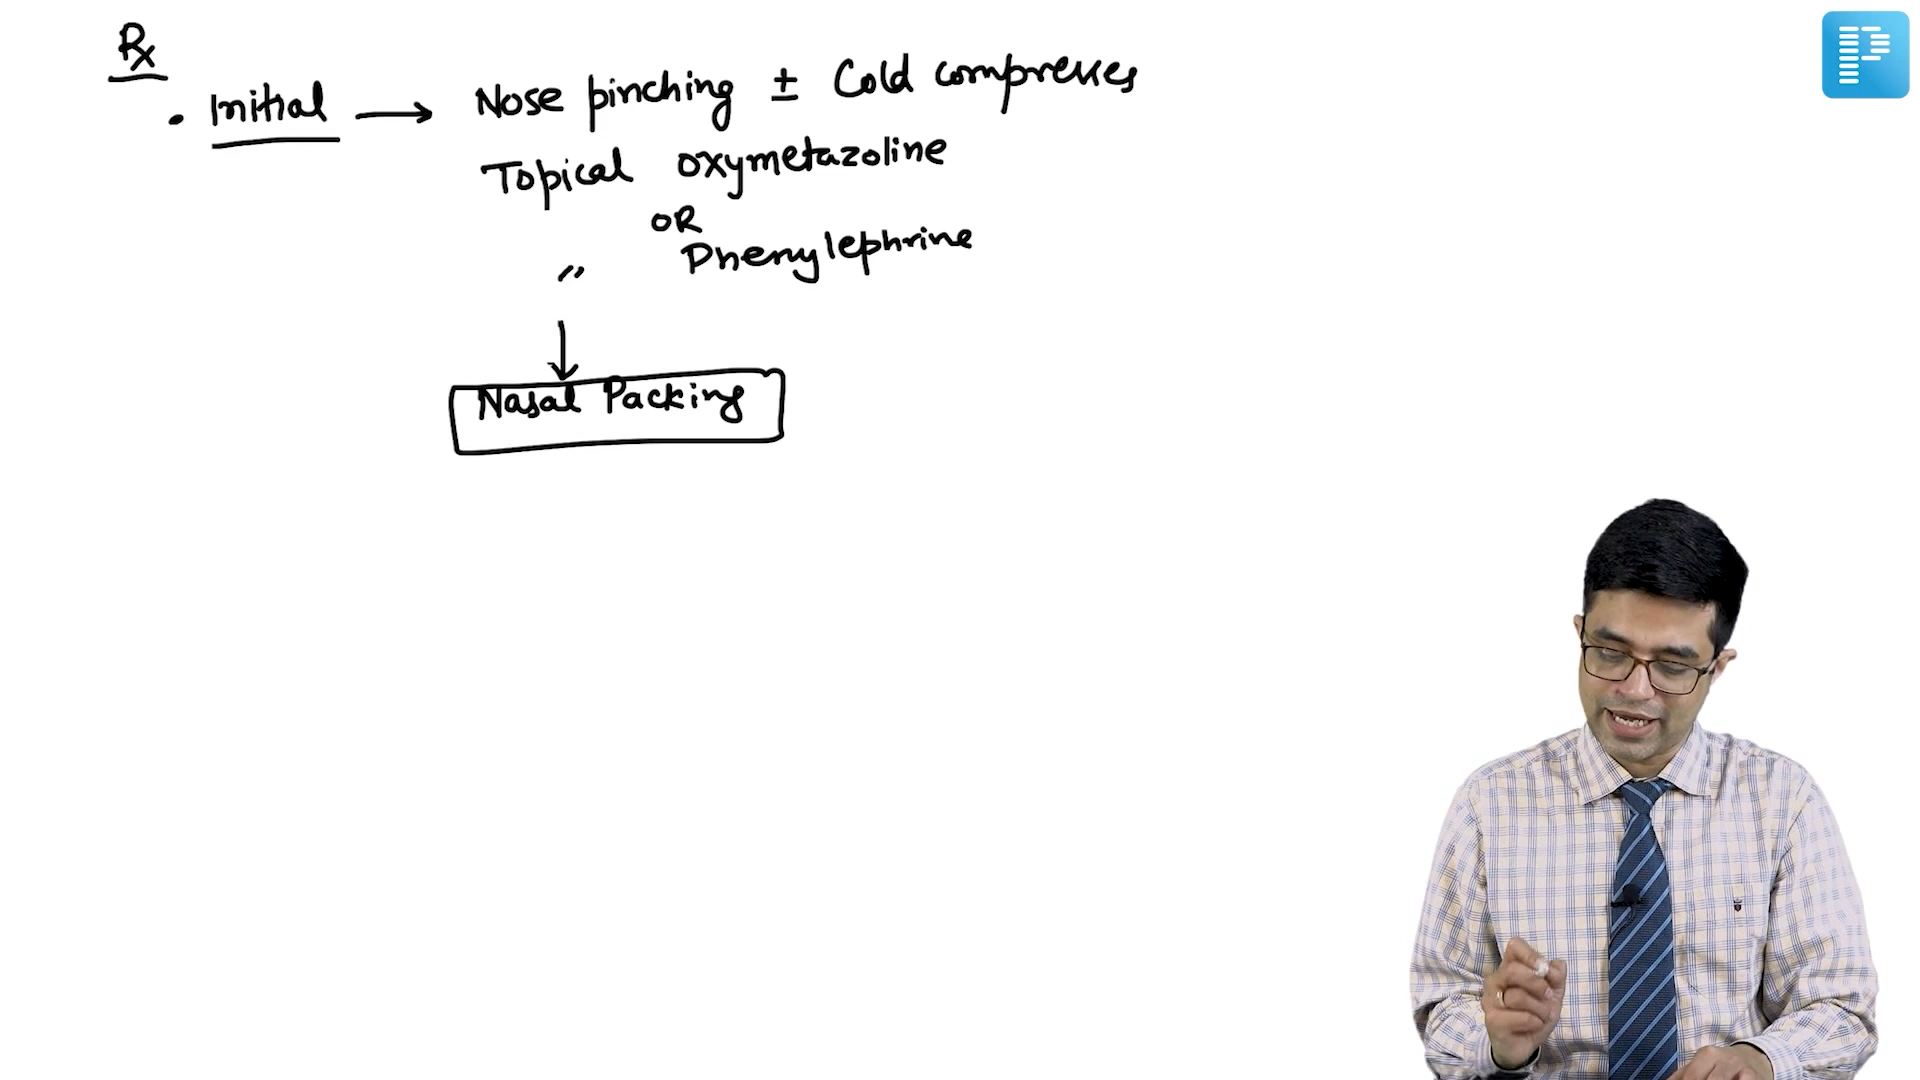 Rx
• Initial → Nose pinching ± Cold compresses
Topical oxymetazoline
OR
〃 Phenylephrine
↓
Nasal Packing